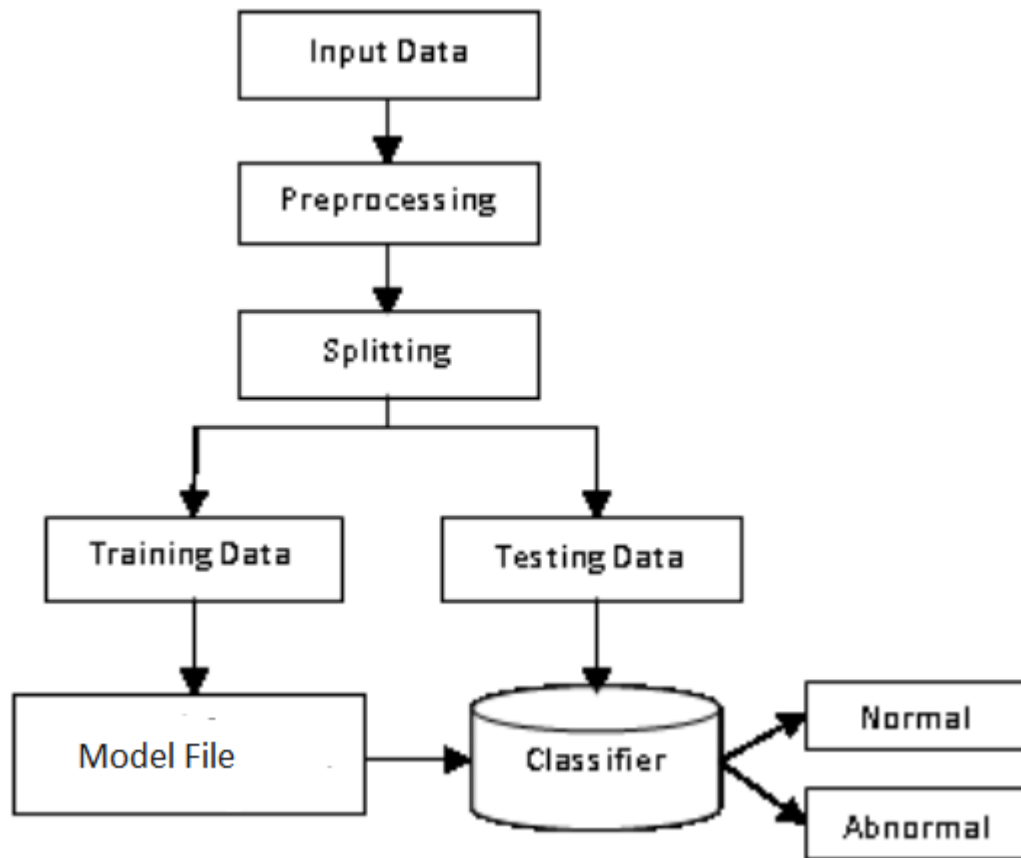 Input Data
Preprocessing
Splitting
Training Data
Testing Data
Model File
Classifier
Normal
Abnormal